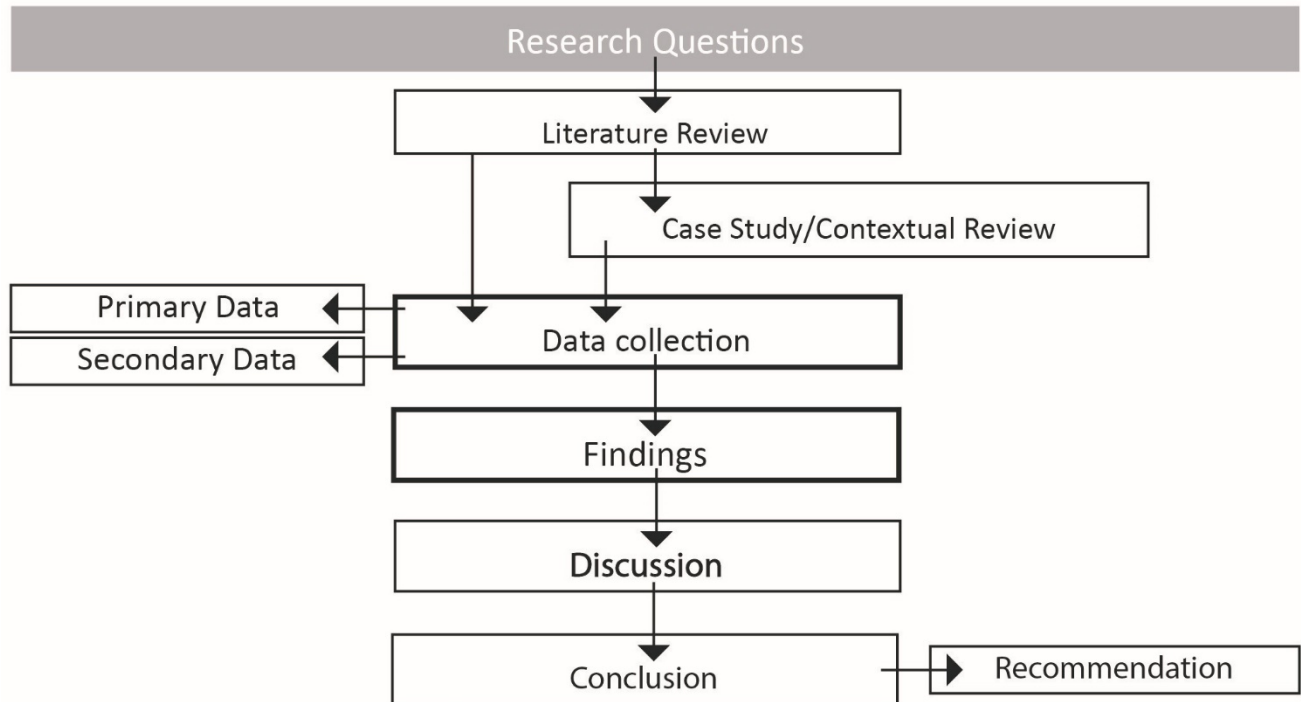 Research Questions
Literature Review
Case Study/Contextual Review
Primary Data
Data collection
Secondary Data
Findings
Discussion
Conclusion
Recommendation